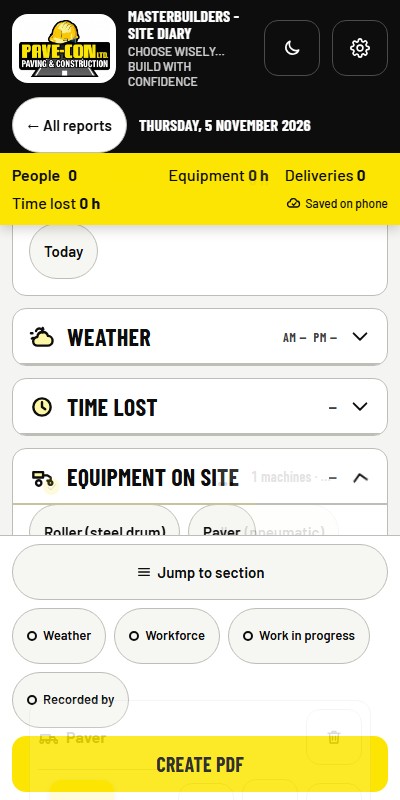 PAVE-CON LTD.
PAVING & CONSTRUCTION
MASTERBUILDERS -
SITE DIARY
CHOOSE WISELY...
BUILD WITH
CONFIDENCE
← All reports
THURSDAY, 5 NOVEMBER 2026
People 0
Equipment 0 h
Deliveries 0
Time lost 0 h
Saved on phone
Today
WEATHER
AM – PM –
TIME LOST
–
EQUIPMENT ON SITE
1 machines · ...
–
Roller (steel drum)
Paver
(pneumatic)
Jump to section
Weather
Workforce
Work in progress
Recorded by
Paver
CREATE PDF